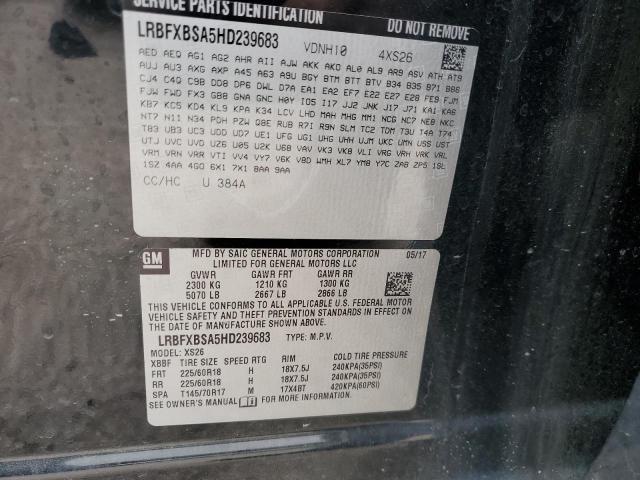 SERVICE PARTS IDENTIFICATION
DO NOT REMOVE
LRBFXBSA5HD239683 VDNH10 4XS26
AED AEQ AG1 AG2 AHR AII AJW AKK AKO AL0 AL9 AR9 ASV ATH AT9
AUJ AU3 AXG AXP A45 A63 A9U BGY BTM BTT BTV B34 B35 B71 BB6
CJ4 C4Q C9B DD8 DP6 DWL D7A EA1 EA2 EF7 E22 E27 E28 FE9 FJM
FJW FWD FX3 GB8 GNA GNC H0Y IO5 I17 JJ2 JNK J17 J71 KA1 KA6
KB7 KC5 KD4 KL9 KPA K34 LCV LHD MAH MHG MM1 NCG NC7 NE8 NKC
NT7 N11 N34 PDH PZW Q8E RUB R7I R9N SLM TC2 TDM T3U T4A T74
TB3 UB3 UC3 UDD UD7 UE1 UFG UG1 UHG UHH UJM UKC UMN USS UST
UTJ UVC UVD UZ6 U05 U2K U68 VAV VK3 VK8 VLI VRG VRH VRK VRL
VRM VRN VRR VTI VV4 VY7 V6K V8D WMH XL7 YM8 Y7C ZAB ZP5 1SL
1SZ 4AA 4G0 6X1 7X1 8AA 9AA
CC/HC U 384A
GM
MFD BY SAIC GENERAL MOTORS CORPORATION 05/17
LIMITED FOR GENERAL MOTORS LLC
GVWR GAWR FRT GAWR RR
2300 KG 1210 KG 1300 KG
5070 LB 2667 LB 2866 LB
THIS VEHICLE CONFORMS TO ALL APPLICABLE U.S. FEDERAL MOTOR
VEHICLE SAFETY AND THEFT PREVENTION STANDARDS IN
EFFECT ON THE DATE OF MANUFACTURE SHOWN ABOVE.
LRBFXBSA5HD239683 TYPE: M.P.V.
MODEL: XS26
XBBF TIRE SIZE SPEED RTG RIM COLD TIRE PRESSURE
FRT 225/60R18 H 18X7.5J 240KPA(35PSI)
RR 225/60R18 H 18X7.5J 240KPA(35PSI)
SPA T145/70R17 M 17X4BT 420KPA(60PSI)
SEE OWNER'S MANUAL FOR MORE INFORMATION.